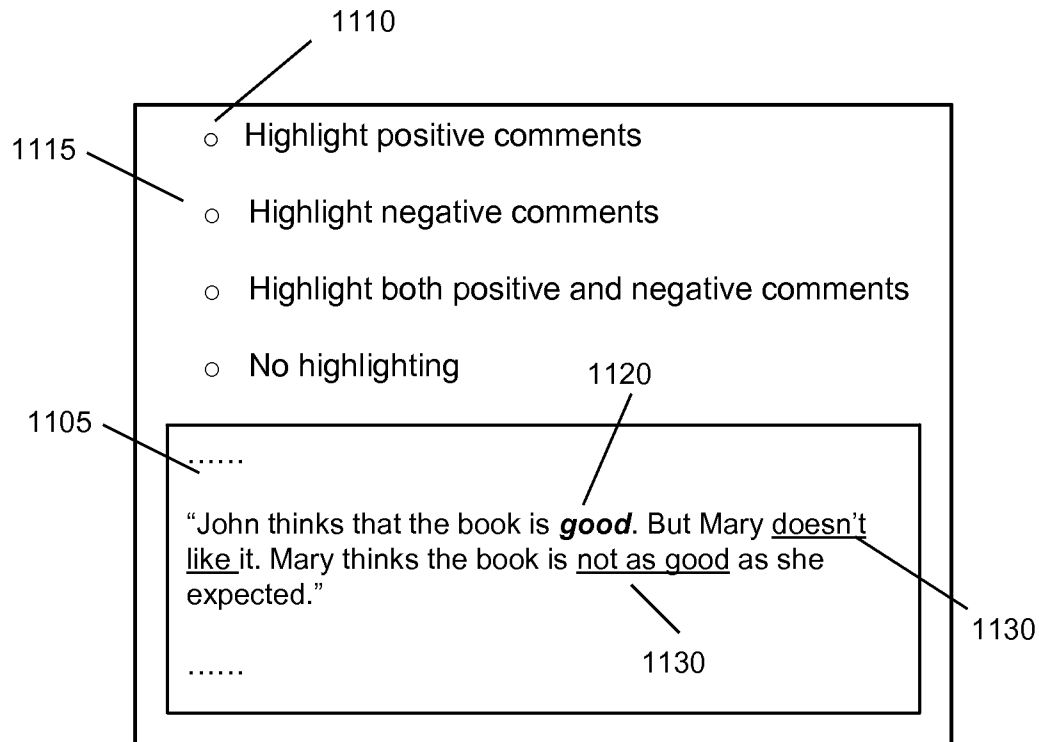 1110
1115
○ Highlight positive comments
○ Highlight negative comments
○ Highlight both positive and negative comments
○ No highlighting
1120
1105
......
“John thinks that the book is good. But Mary doesn’t
like it. Mary thinks the book is not as good as she
expected.”
1130
1130
......